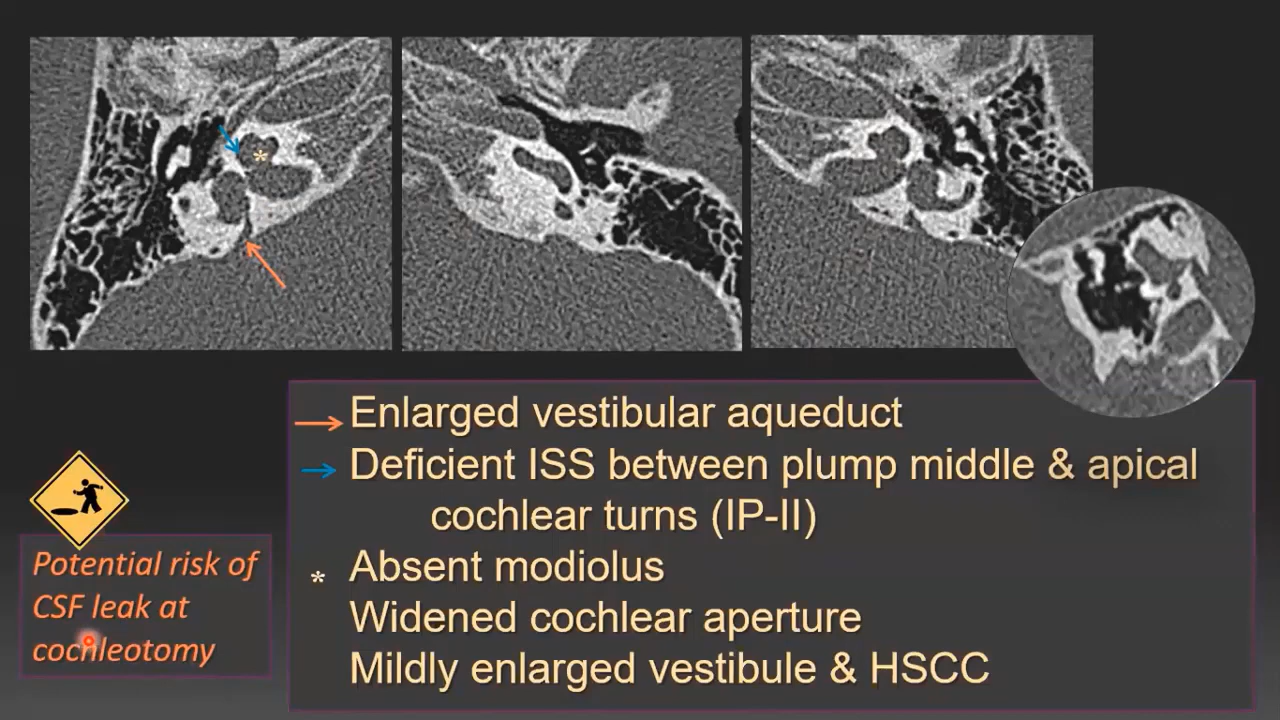 *
Enlarged vestibular aqueduct
Deficient ISS between plump middle & apical
cochlear turns (IP-II)
* Absent modiolus
Widened cochlear aperture
Mildly enlarged vestibule & HSCC
Potential risk of
CSF leak at
cochleotomy